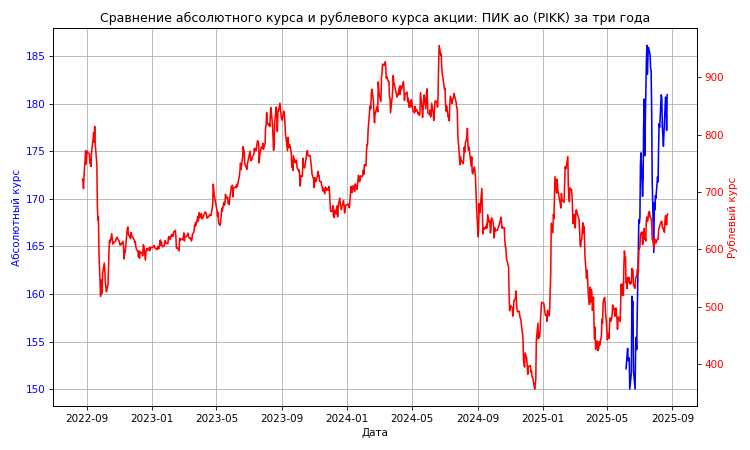 Сравнение абсолютного курса и рублевого курса акции: ПИК ао (PIKK) за три года
Абсолютный курс
185
180
175
170
165
160
155
150
900
800
700
600
500
400
Рублевый курс
2022-09 2023-01 2023-05 2023-09 2024-01 2024-05 2024-09 2025-01 2025-05 2025-09
Дата